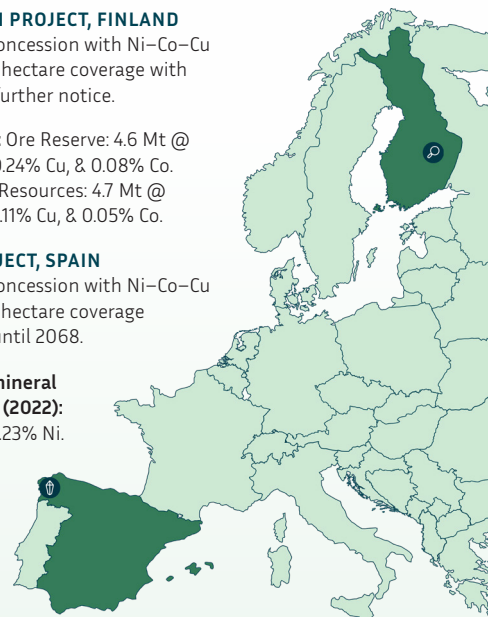 PROJECT, FINLAND
oncession with Ni–Co–Cu
hectare coverage with
urther notice.
Ore Reserve: 4.6 Mt @
0.24% Cu, & 0.08% Co.
Resources: 4.7 Mt @
.11% Cu, & 0.05% Co.
JECT, SPAIN
oncession with Ni–Co–Cu
hectare coverage
until 2068.
mineral
(2022):
.23% Ni.